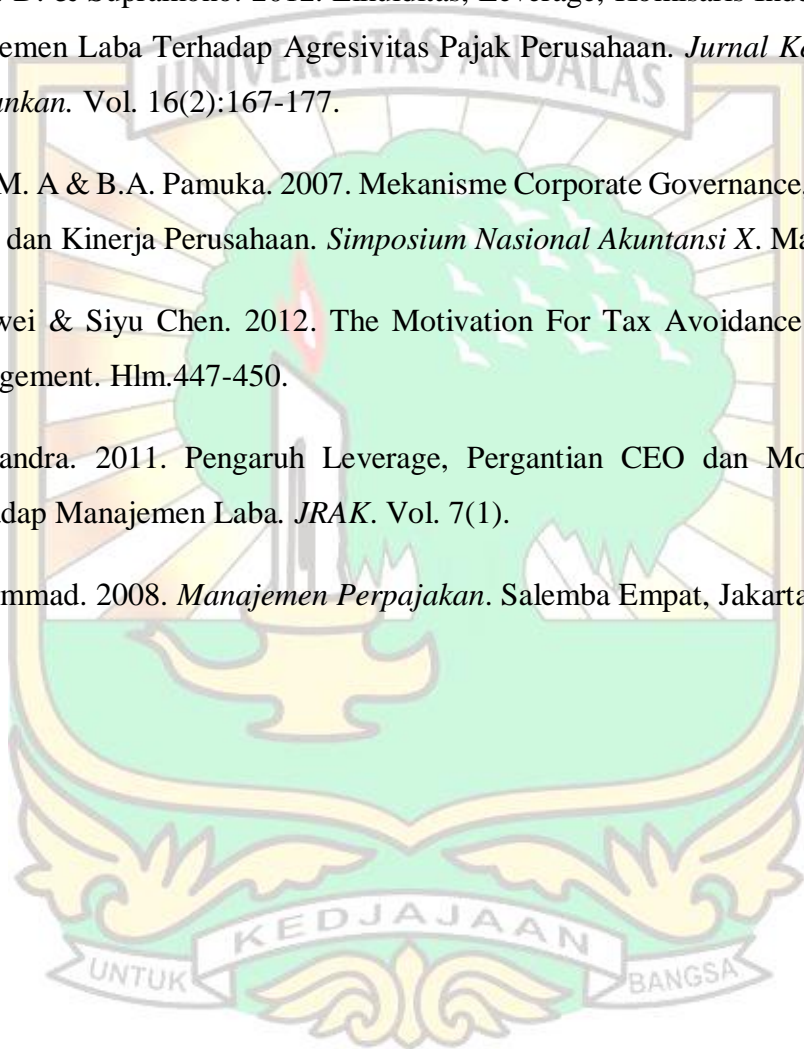 D. & Supramono. 2012. Likuiditas, Leverage, Komisaris Inde
emen Laba Terhadap Agresivitas Pajak Perusahaan. Jurnal Ke
UNIVERSITAS ANDALAS
ankan. Vol. 16(2):167-177.
M. A & B.A. Pamuka. 2007. Mekanisme Corporate Governance,
dan Kinerja Perusahaan. Simposium Nasional Akuntansi X. Ma
wei & Siyu Chen. 2012. The Motivation For Tax Avoidance
gement. Hlm.447-450.
andra. 2011. Pengaruh Leverage, Pergantian CEO dan Mo
adap Manajemen Laba. JRAK. Vol. 7(1).
mmad. 2008. Manajemen Perpajakan. Salemba Empat, Jakarta
UNTUK KEDJAJAAN BANGSA